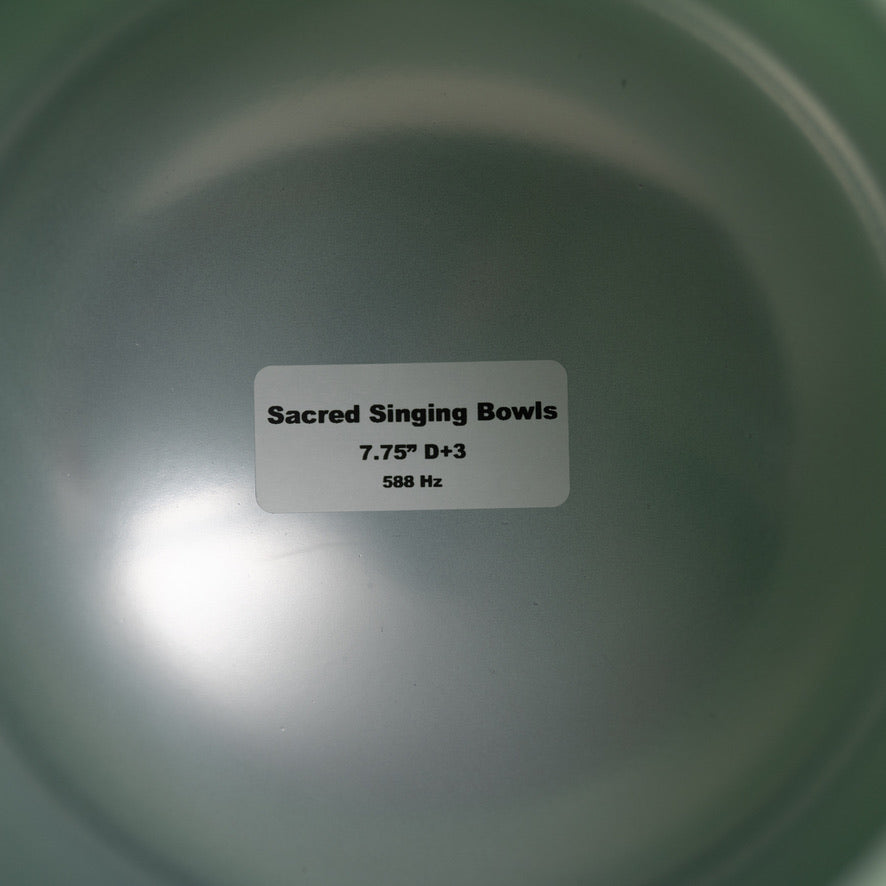 Sacred Singing Bowls
7.75” D+3
588 Hz